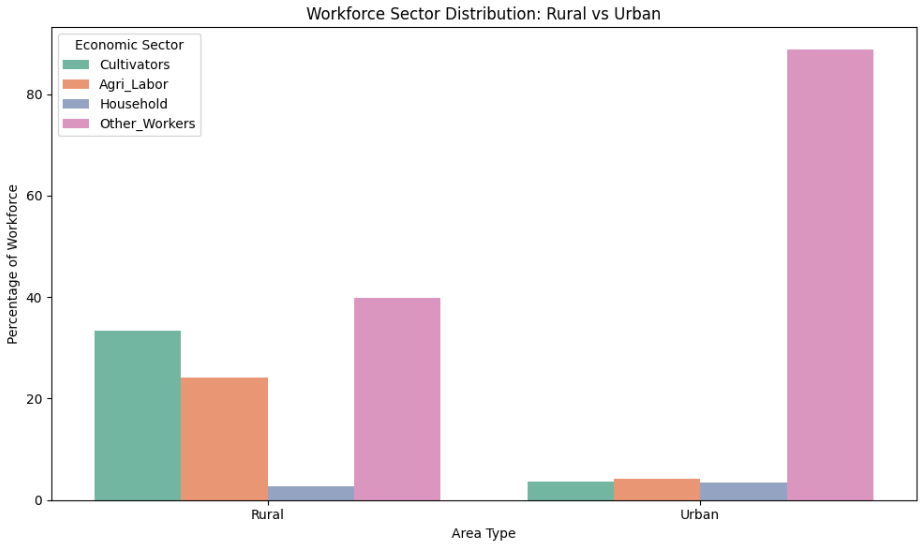 Workforce Sector Distribution: Rural vs Urban
Economic Sector
Cultivators
Agri_Labor
Household
Other_Workers
Percentage of Workforce
80
60
40
20
0
Rural
Urban
Area Type